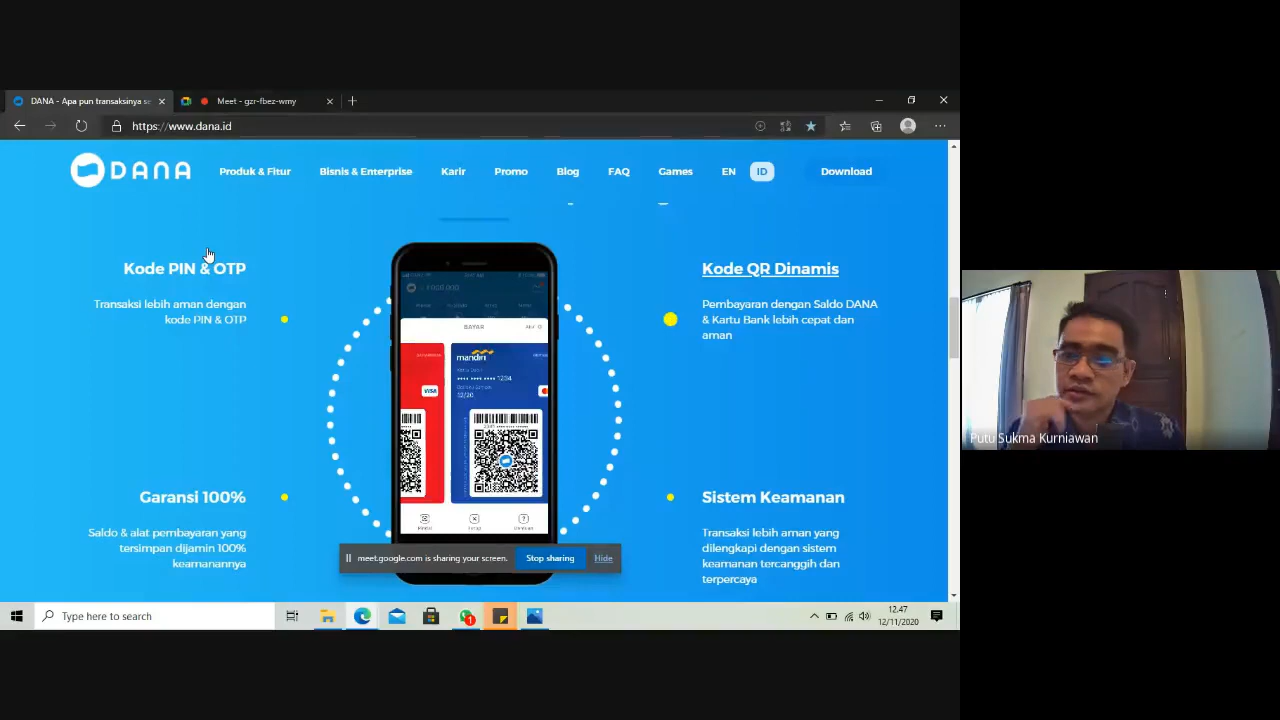 DANA - Apa pun transaksinya se
Meet - gzr-fbez-wmy
https://www.dana.id
DANA
Produk & Fitur
Bisnis & Enterprise
Karir
Promo
Blog
FAQ
Games
EN
ID
Download
Kode PIN & OTP
Transaksi lebih aman dengan
kode PIN & OTP
Kode QR Dinamis
Pembayaran dengan Saldo DANA
& Kartu Bank lebih cepat dan
aman
BAYAR
mandiri
VISA
•••• •••• •••• 1234
02/20
Garansi 100%
Saldo & alat pembayaran yang
tersimpan dijamin 100%
keamanannya
Sistem Keamanan
Transaksi lebih aman yang
dilengkapi dengan sistem
keamanan tercanggih dan
terpercaya
meet.google.com is sharing your screen.
Stop sharing
Hide
Putu Sukma Kurniawan
Type here to search
1
12.47
12/11/2020